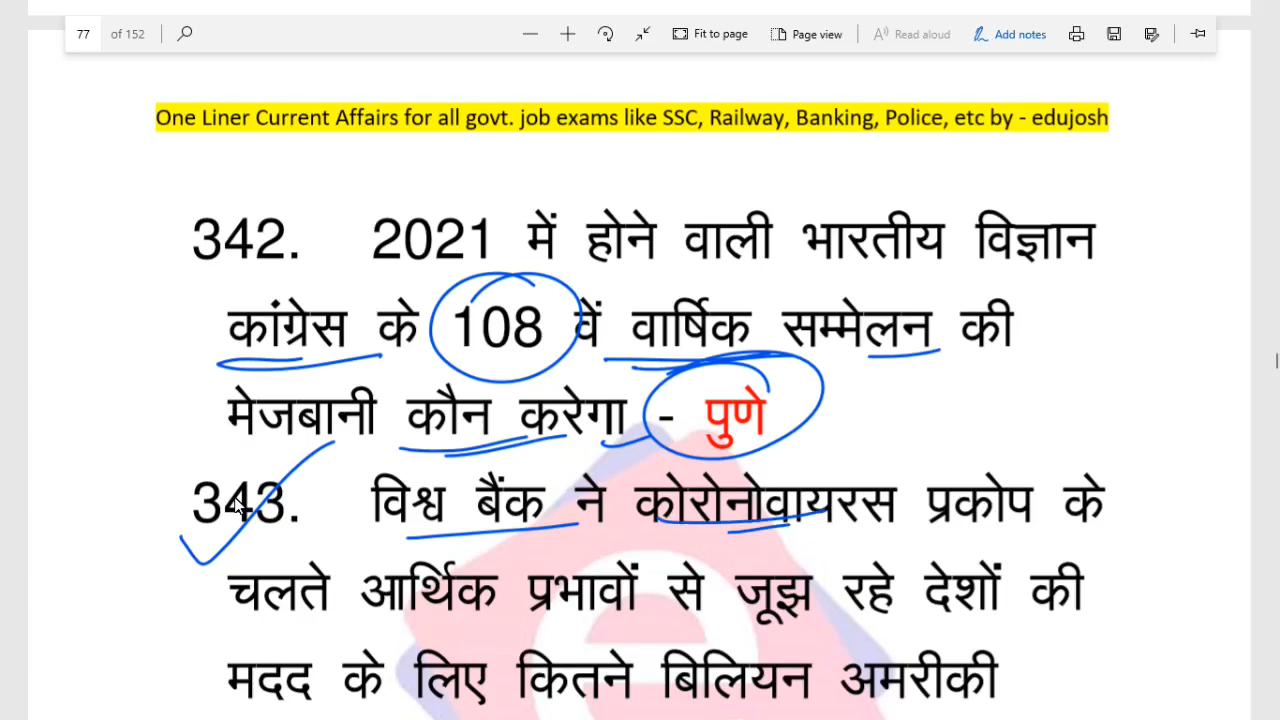 77 of 152 Fit to page Page view Read aloud Add notes
One Liner Current Affairs for all govt. job exams like SSC, Railway, Banking, Police, etc by - edujosh
342. 2021 में होने वाली भारतीय विज्ञान
कांग्रेस के 108 वें वार्षिक सम्मेलन की
मेजबानी कौन करेगा - पुणे
343. विश्व बैंक ने कोरोनोवायरस प्रकोप के
चलते आर्थिक प्रभावों से जूझ रहे देशों की
मदद के लिए कितने बिलियन अमरीकी